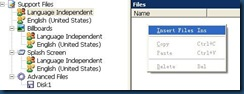 Support Files
Language Independent
English (United States)
Billboards
Language Independent
English (United States)
Splash Screen
Language Independent
English (United States)
Advanced Files
Disk1
Files
Name
Insert Files Ins
Copy Ctrl+C
Paste Ctrl+V
Delete Del